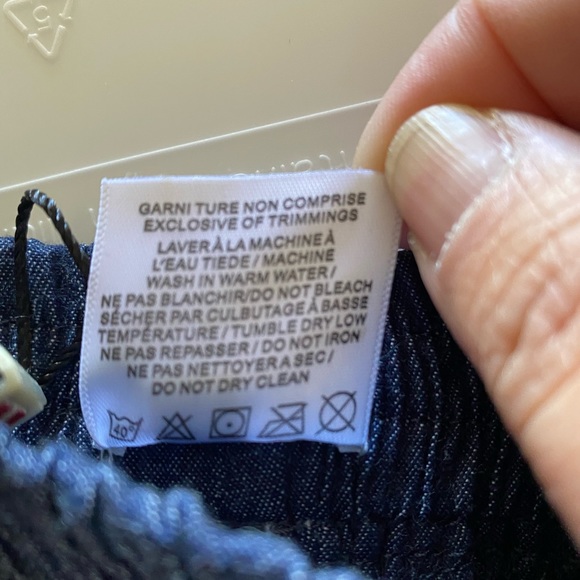 GARNI TURE NON COMPRISE
EXCLUSIVE OF TRIMMINGS
LAVER À LA MACHINE À
L'EAU TIEDE / MACHINE
WASH IN WARM WATER /
NE PAS BLANCHIR/DO NOT BLEACH
SÉCHER PAR CULBUTAGE À BASSE
TEMPÉRATURE / TUMBLE DRY LOW
NE PAS REPASSER / DO NOT IRON
NE PAS NETTOYER A SEC /
DO NOT DRY CLEAN
40°
5